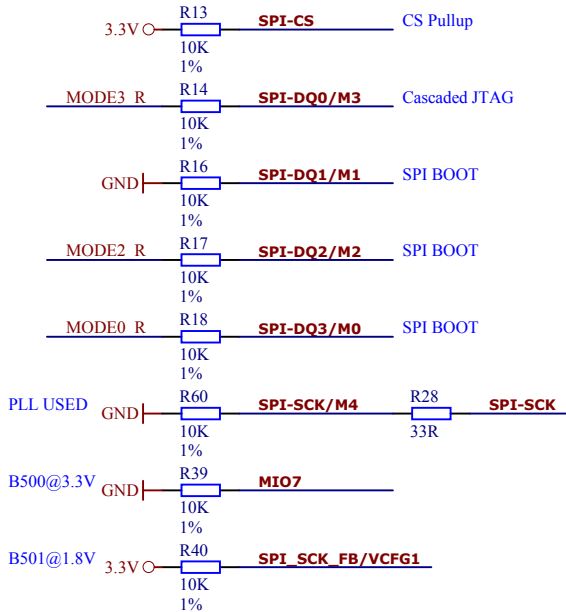 R13
3.3V SPI-CS CS Pullup
10K
1%
R14
MODE3_R SPI-DQ0/M3 Cascaded JTAG
10K
1%
R16
GND SPI-DQ1/M1 SPI BOOT
10K
1%
R17
MODE2_R SPI-DQ2/M2 SPI BOOT
10K
1%
R18
MODE0_R SPI-DQ3/M0 SPI BOOT
10K
1%
R60 R28
PLL USED GND SPI-SCK/M4 SPI-SCK
10K 33R
1%
R39
B500@3.3V GND MIO7
10K
1%
R40
B501@1.8V 3.3V SPI_SCK_FB/VCFG1
10K
1%